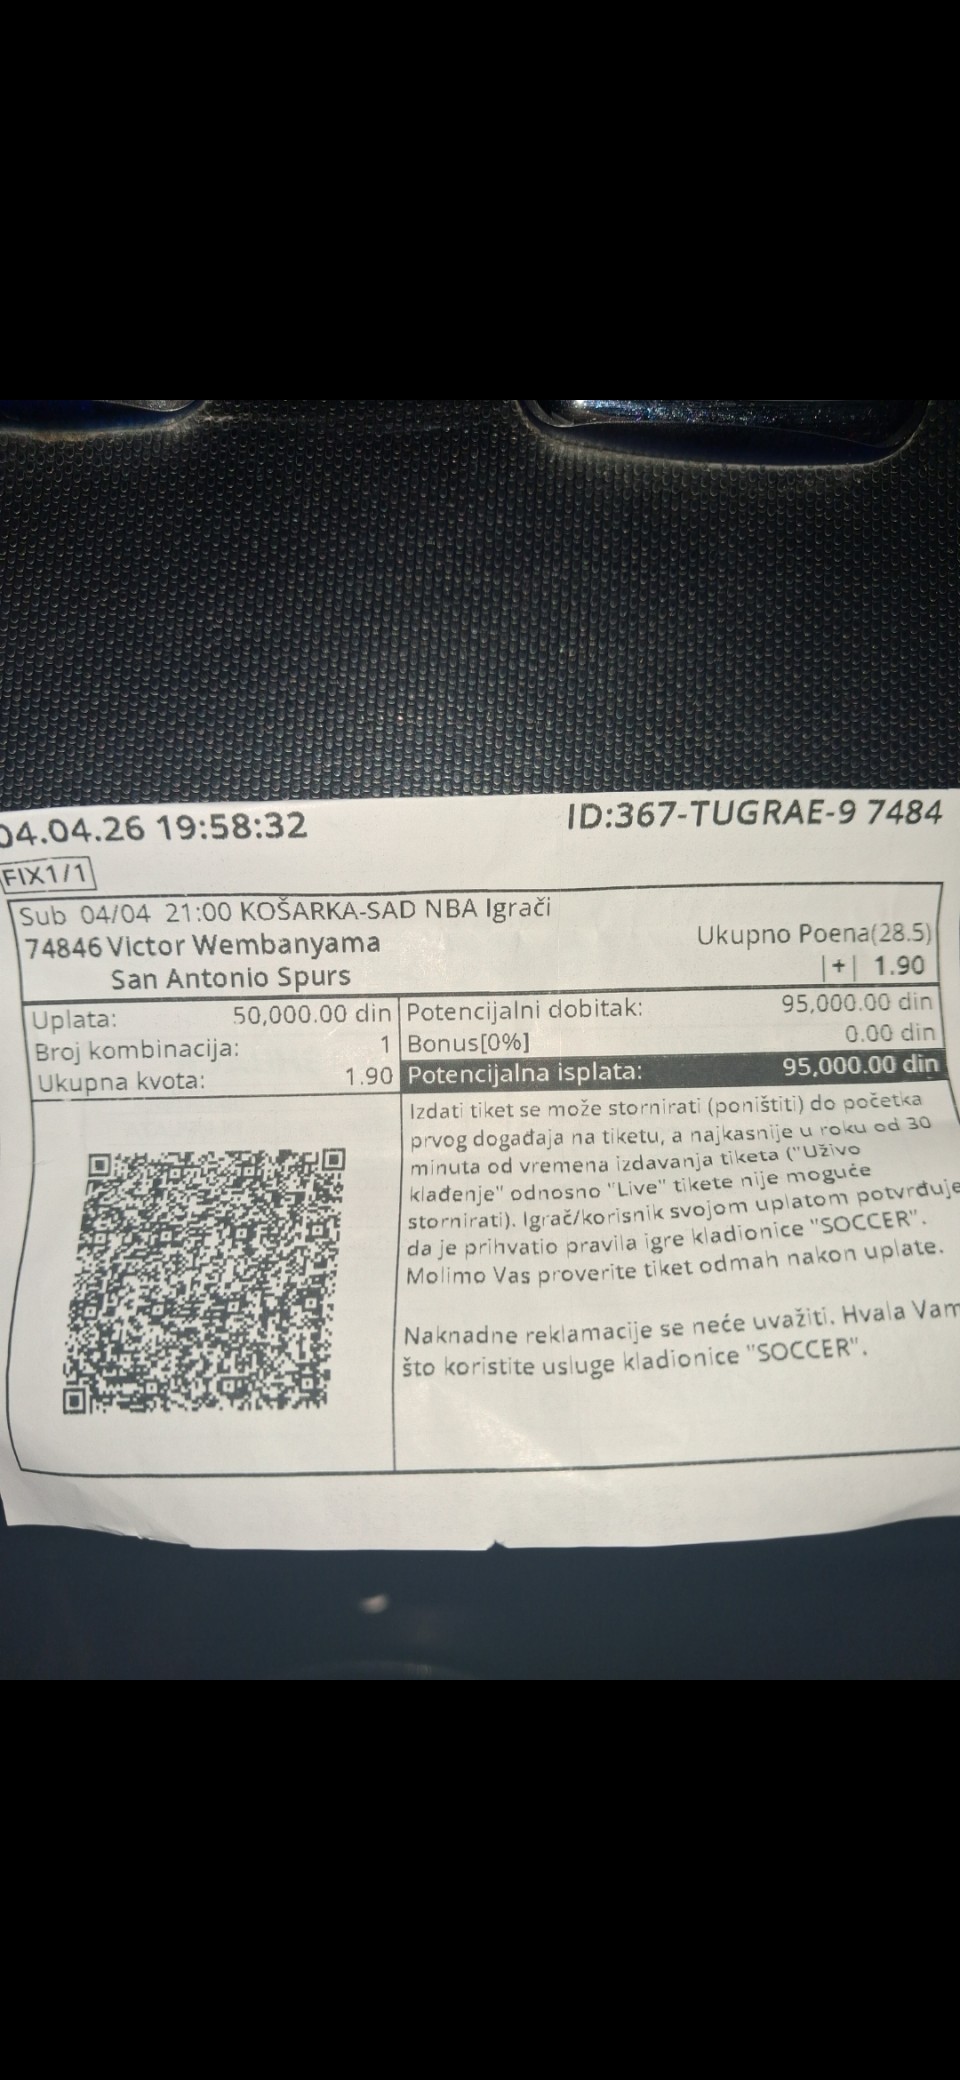 04.04.26 19:58:32
ID:367-TUGRAE-9 7484
FIX1/1
Sub 04/04 21:00 KOŠARKA-SAD NBA Igrači
74846 Victor Wembanyama
Ukupno Poena(28.5)
San Antonio Spurs
|+| 1.90
Uplata: 50,000.00 din
Broj kombinacija: 1
Ukupna kvota: 1.90
Potencijalni dobitak: 95,000.00 din
Bonus[0%] 0.00 din
Potencijalna isplata: 95,000.00 din
Izdati tiket se može stornirati (poništiti) do početka
prvog događaja na tiketu, a najkasnije u roku od 30
minuta od vremena izdavanja tiketa ("Uživo
klađenje" odnosno "Live" tikete nije moguće
stornirati). Igrač/korisnik svojom uplatom potvrđuje
da je prihvatio pravila igre kladionice "SOCCER".
Molimo Vas proverite tiket odmah nakon uplate.
Naknadne reklamacije se neće uvažiti. Hvala Vam
što koristite usluge kladionice "SOCCER".